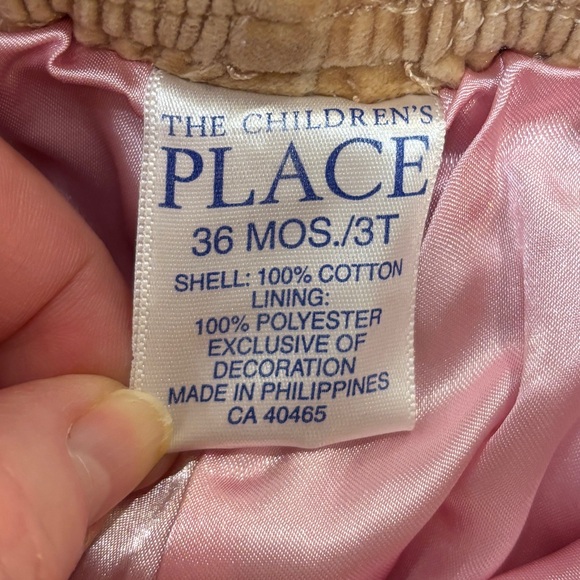 THE CHILDREN'S
PLACE
36 MOS./3T
SHELL: 100% COTTON
LINING:
100% POLYESTER
EXCLUSIVE OF
DECORATION
MADE IN PHILIPPINES
CA 40465